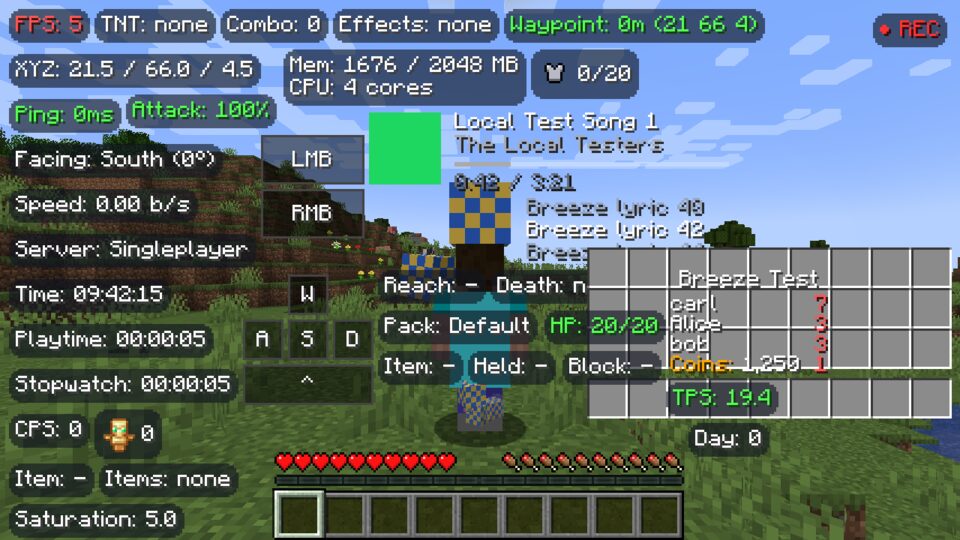 FPS: 5 TNT: none Combo: 0 Effects: none Waypoint: 0m (21 66 4) REC
XYZ: 21.5 / 66.0 / 4.5
Mem: 1676 / 2048 MB
CPU: 4 cores
0/20
Ping: 0ms Attack: 100%
Local Test Song 1
The Local Testers
0:42 / 3:21
Facing: South (0°)
LMB
Speed: 0.00 b/s
RMB
Breeze lyric 40
Breeze lyric 42
Breeze lyric
Server: Singleplayer
Time: 09:42:15
W
Reach: - Death: n
Breeze Test
carl 7
Alice 3
bob 3
Coins: 1,250 1
Playtime: 00:00:05
A S D
Pack: Default HP: 20/20
Item: - Held: - Block: -
Stopwatch: 00:00:05
^
TPS: 19.4
CPS: 0
0
Day: 0
Item: - Items: none
Saturation: 5.0